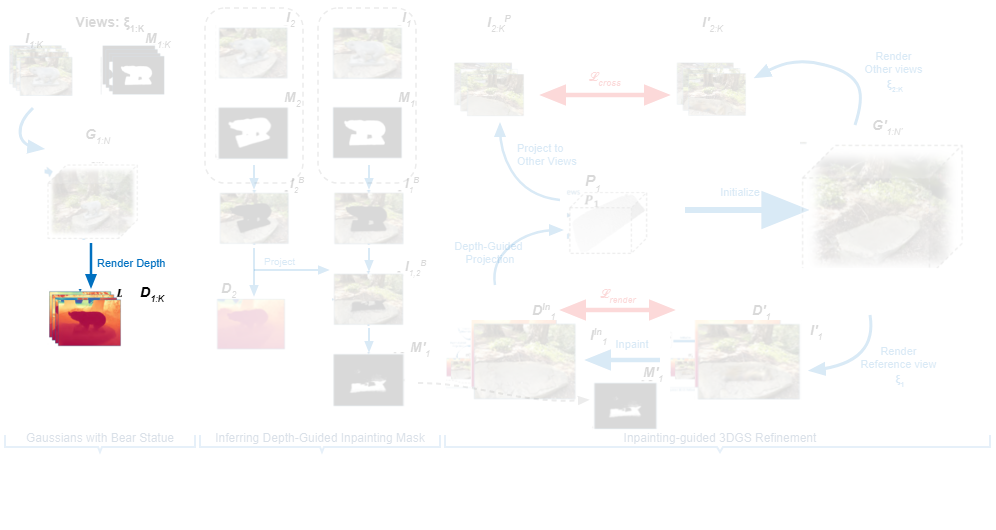 Views: ξ1:K
I1:K
M1:K
G1:N
Render Depth
D1:K
Gaussians with Bear Statue
I2
I1
M2
M1
I2B
I1B
Project
D2
I1,2B
M'1
Inferring Depth-Guided Inpainting Mask
I2:KP
I'2:K
ℒcross
Render
Other views
ξ2:K
G'1:N
Project to
Other Views
P1
P1
Initialize
Depth-Guided
Projection
ℒrender
D1In
D'1
I1In
Inpaint
I'1
M'1
Render
Reference view
ξ1
Inpainting-guided 3DGS Refinement